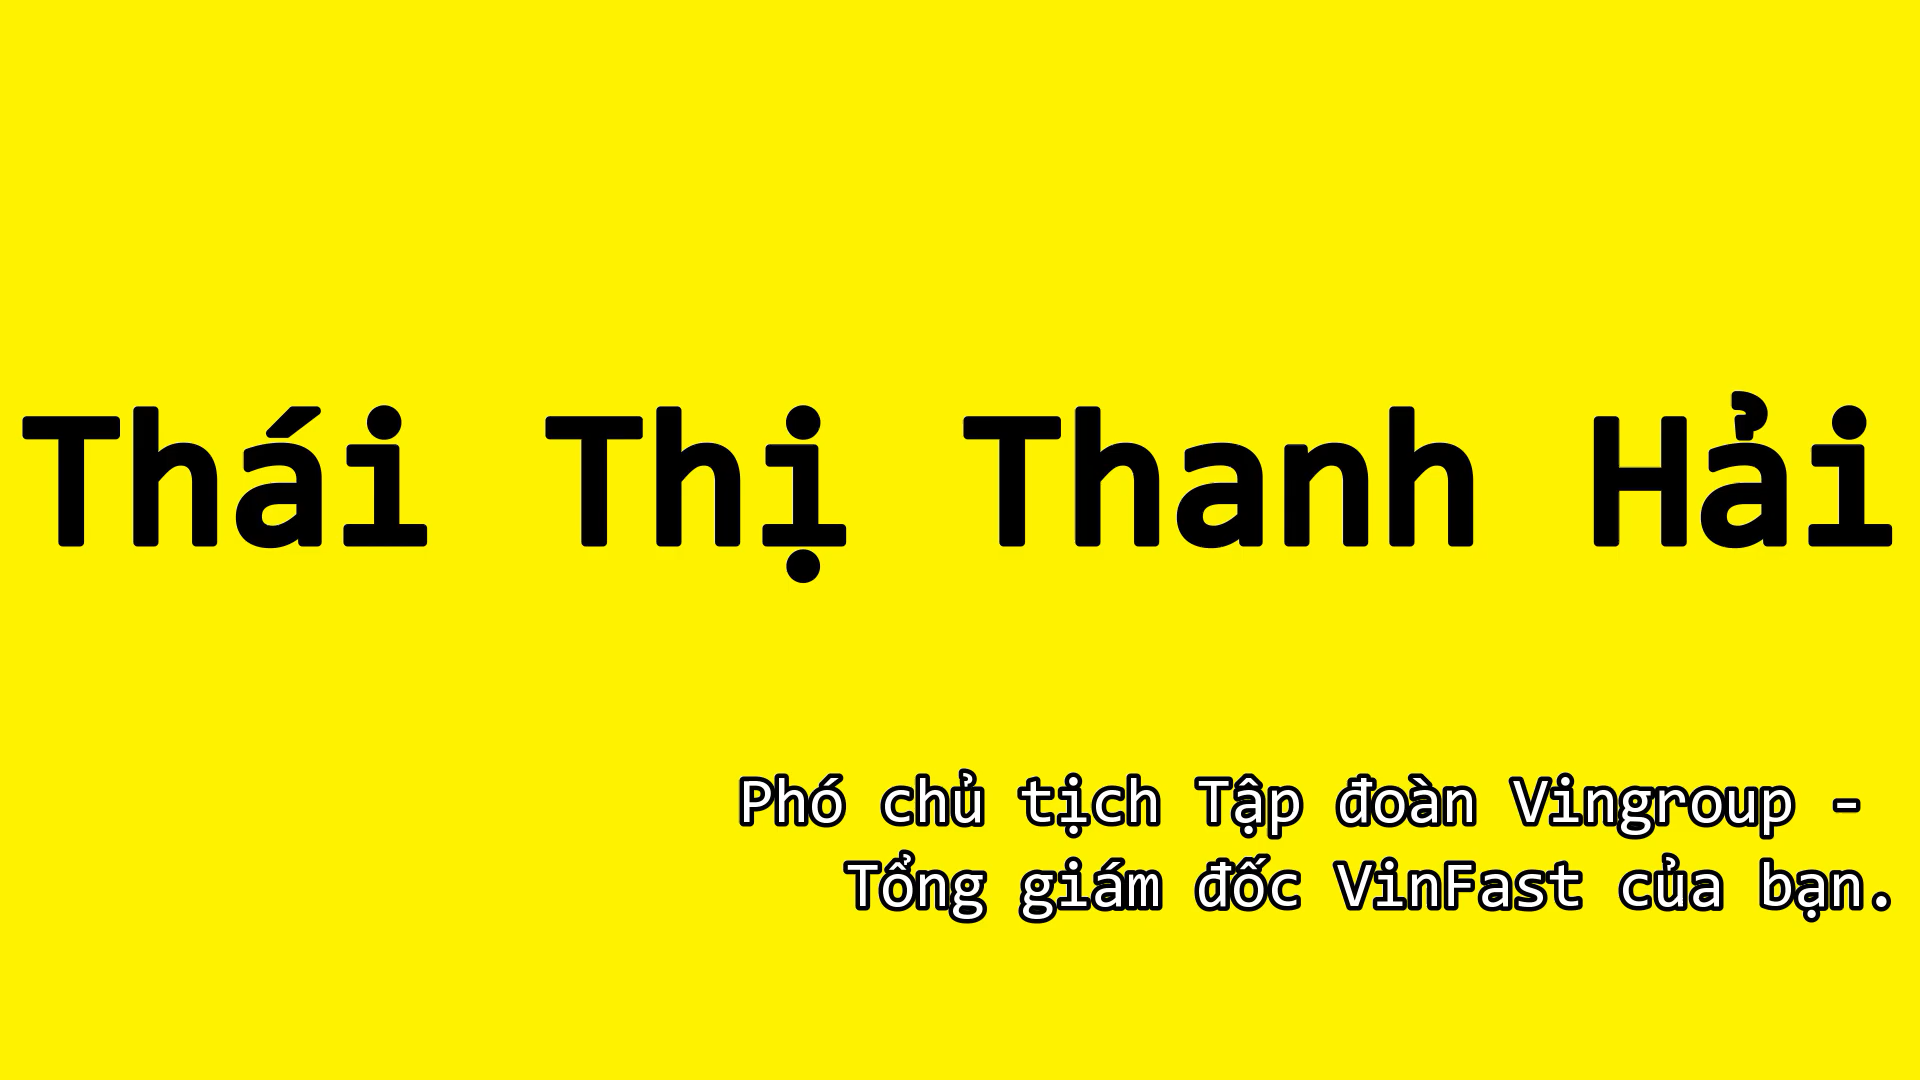 Thái Thị Thanh Hải
Phó chủ tịch Tập đoàn Vingroup -
Tổng giám đốc VinFast của bạn.